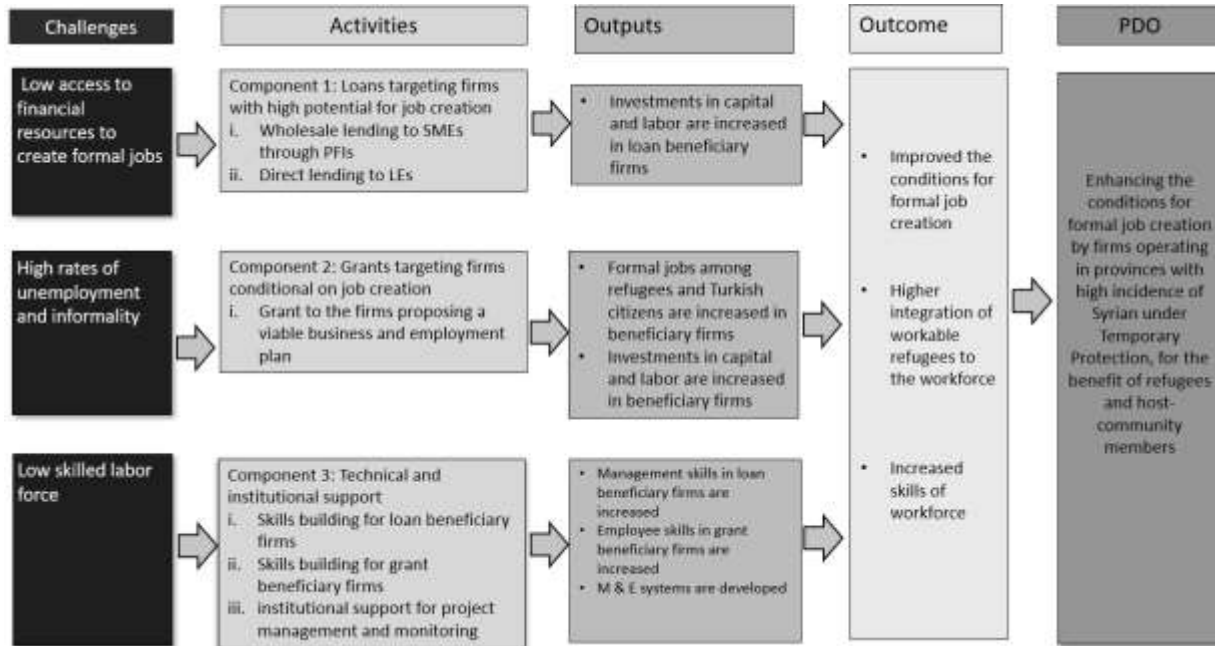 Challenges
Activities
Outputs
Outcome
PDO
Low access to
financial
resources to
create formal jobs
Component 1: Loans targeting firms
with high potential for job creation
i. Wholesale lending to SMEs
through PFIs
ii. Direct lending to LEs
• Investments in capital
and labor are increased
in loan beneficiary
firms
High rates of
unemployment
and informality
Component 2: Grants targeting firms
conditional on job creation
i. Grant to the firms proposing a
viable business and employment
plan
• Formal jobs among
refugees and Turkish
citizens are increased in
beneficiary firms
• Investments in capital
and labor are increased
in beneficiary firms
Low skilled labor
force
Component 3: Technical and
institutional support
i. Skills building for loan beneficiary
firms
ii. Skills building for grant
beneficiary firms
iii. institutional support for project
management and monitoring
• Management skills in loan
beneficiary firms are
increased
• Employee skills in grant
beneficiary firms are
increased
• M & E systems are developed
• Improved the
conditions for
formal job
creation
• Higher
integration of
workable
refugees to
the workforce
• Increased
skills of
workforce
Enhancing the
conditions for
formal job creation
by firms operating
in provinces with
high incidence of
Syrian under
Temporary
Protection, for the
benefit of refugees
and host-
community
members